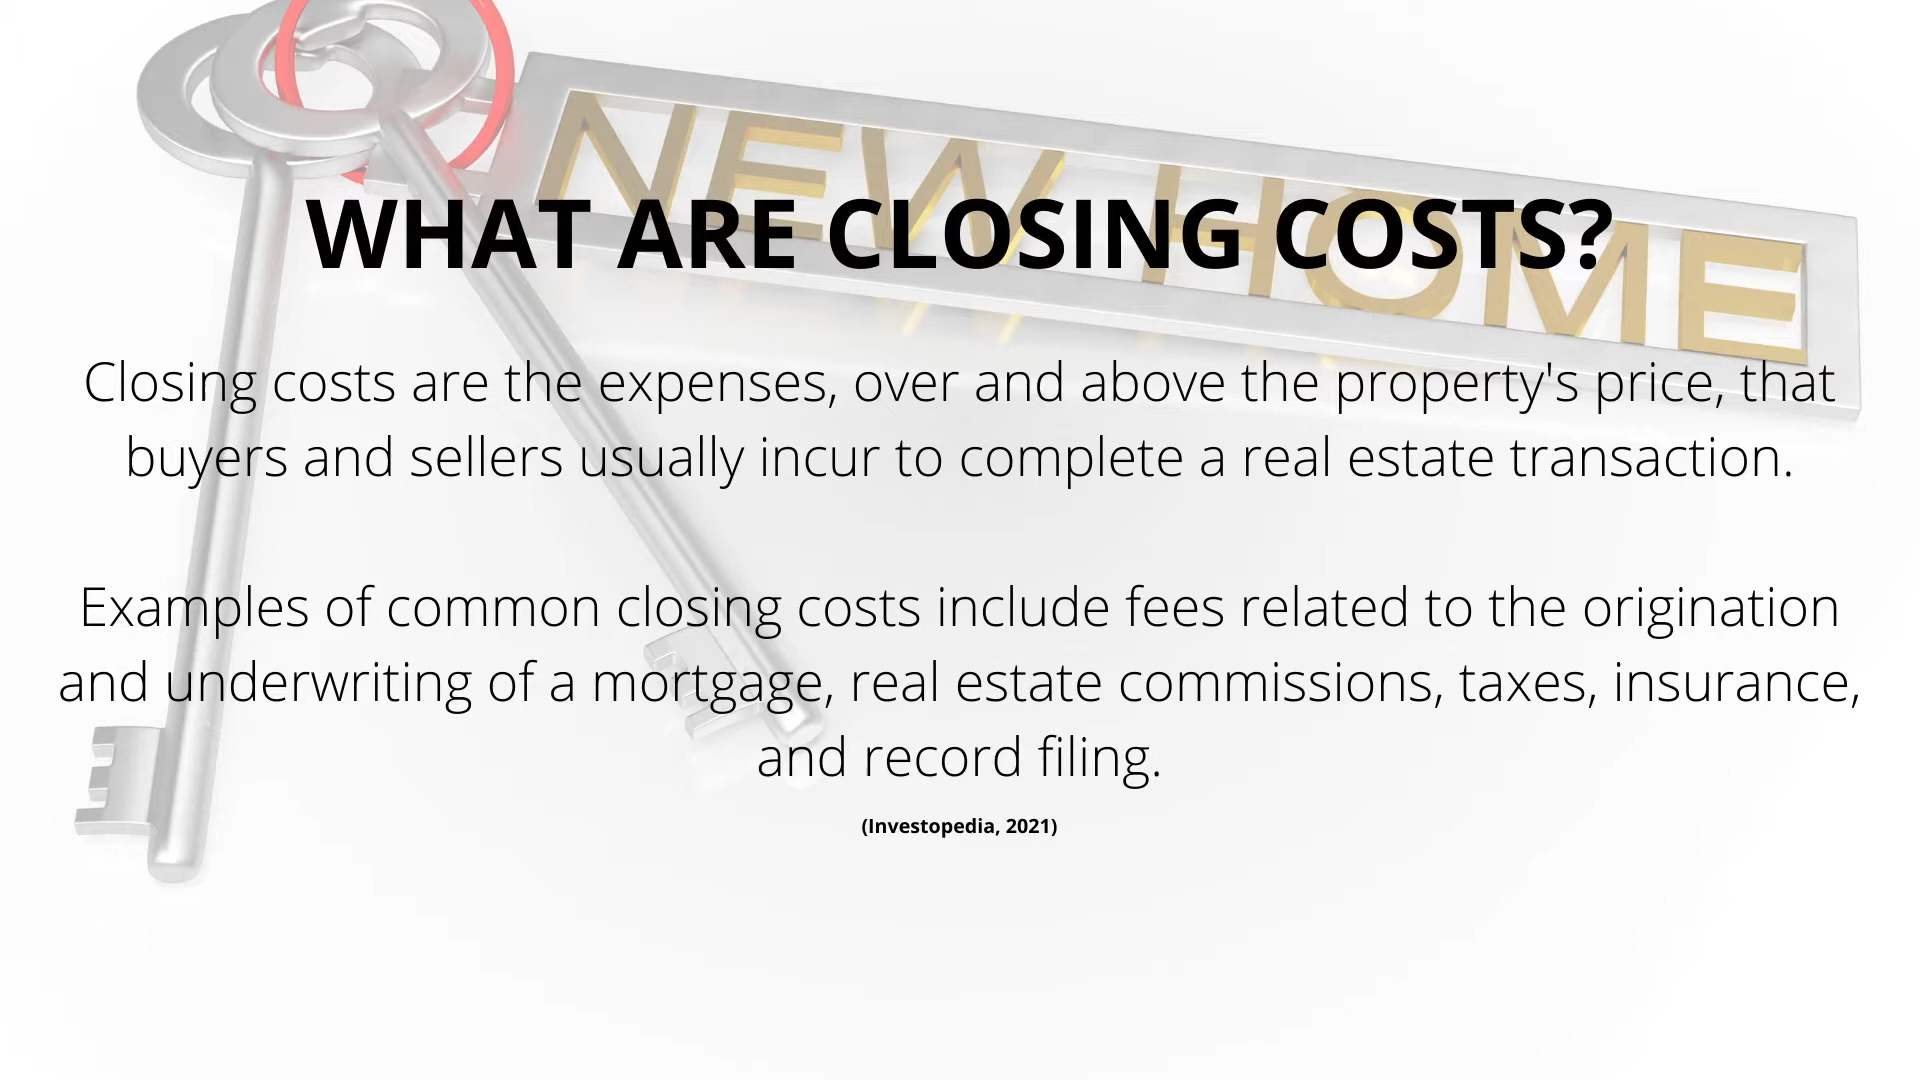 NEW HOME
WHAT ARE CLOSING COSTS?
Closing costs are the expenses, over and above the property's price, that
buyers and sellers usually incur to complete a real estate transaction.
Examples of common closing costs include fees related to the origination
and underwriting of a mortgage, real estate commissions, taxes, insurance,
and record filing.
(Investopedia, 2021)